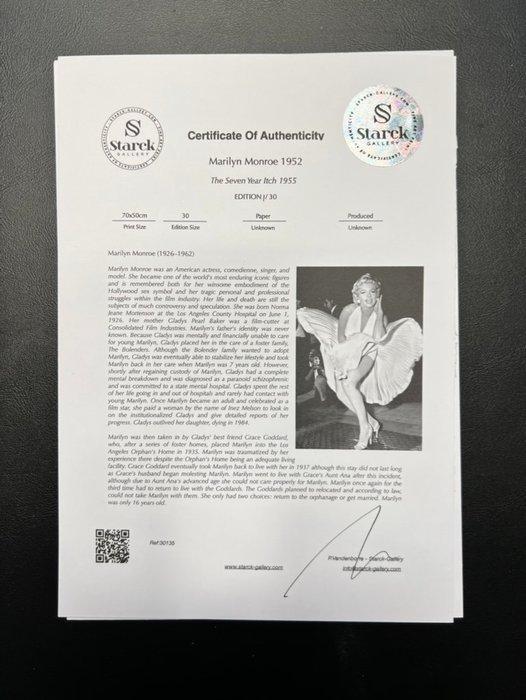 Starck
GALLERY
Certificate Of Authenticity
Starck
GALLERY
Marilyn Monroe 1952
The Seven Year Itch 1955
EDITION / 30
70x50cm 30 Paper Produced
Print Size Edition Size Unknown Unknown
Marilyn Monroe (1926-1962)
Marilyn Monroe was an American actress, comedienne, singer, and
model. She became one of the world's most enduring iconic figures
and is remembered both for her winsome embodiment of the
Hollywood sex symbol and her tragic personal and professional
struggles within the film industry. Her life and death are still the
subjects of much controversy and speculation. She was born Norma
Jeane Mortenson at the Los Angeles County Hospital on June 1,
1926. Her mother Gladys Pearl Baker was a film-cutter at
Consolidated Film Industries. Marilyn's father's identity was never
known. Because Gladys was mentally and financially unable to care
for young Marilyn, Gladys placed her in the care of a foster family,
The Bolenders. Although the Bolender family wanted to adopt
Marilyn, Gladys was eventually able to stabilize her lifestyle and took
Marilyn back in her care when Marilyn was 7 years old. However,
shortly after regaining custody of Marilyn, Gladys had a complete
mental breakdown and was diagnosed as a paranoid schizophrenic
and was committed to a state mental hospital. Gladys spent the rest
of her life going in and out of hospitals and rarely had contact with
young Marilyn. Once Marilyn became an adult and celebrated as a
film star, she paid a woman by the name of Inez Melson to look in
on the institutionalized Gladys and give detailed reports of her
progress. Gladys outlived her daughter, dying in 1984.
Marilyn was then taken in by Gladys' best friend Grace Goddard,
who, after a series of foster homes, placed Marilyn into the Los
Angeles Orphan's Home in 1935. Marilyn was traumatized by her
experience there despite the Orphan's Home being an adequate living
facility. Grace Goddard eventually took Marilyn back to live with her in 1937 although this stay did not last long
as Grace's husband began molesting Marilyn. Marilyn went to live with Grace's Aunt Ana after this incident,
although due to Aunt Ana's advanced age she could not care properly for Marilyn. Marilyn once again for the
third time had to return to live with the Goddards. The Goddards planned to relocated and according to law,
could not take Marilyn with them. She only had two choices: return to the orphanage or get married. Marilyn
was only 16 years old.
Ref:30135
www.starck-gallery.com
P.Vandenborre - Starck-Gallery
info@starck-gallery.com